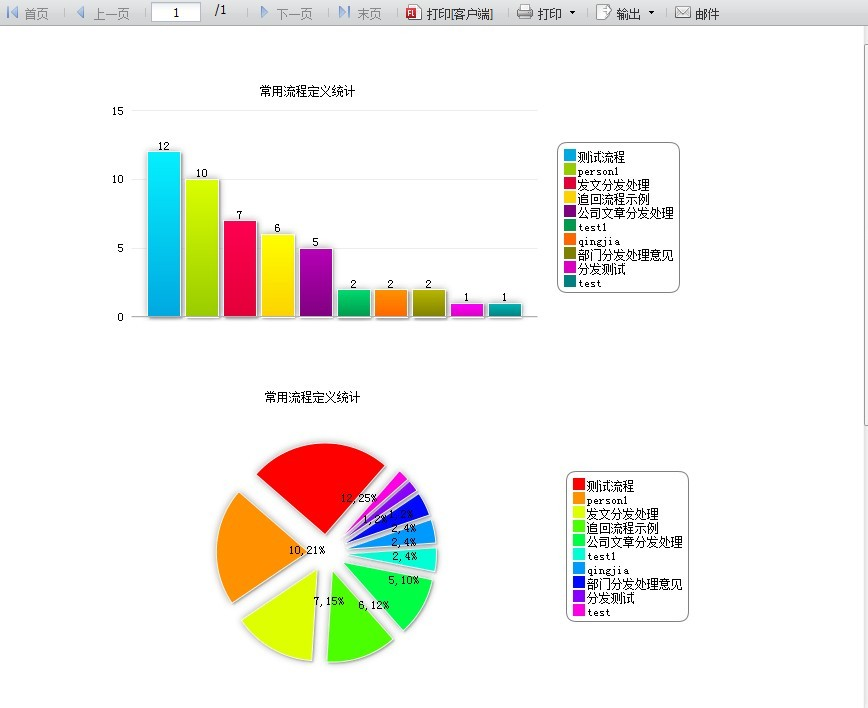 首页 上一页 1 /1 下一页 末页 打印[客户端] 打印 输出 邮件
常用流程定义统计
15
10
5
0
12
10
7
6
5
2
2
2
1
1
测试流程
person1
发文分发处理
追回流程示例
公司文章分发处理
test1
qingjia
部门分发处理意见
分发测试
test
常用流程定义统计
12,25%
1,2%
2,4%
2,4%
2,4%
10,21%
5,10%
7,15%
6,12%
测试流程
person1
发文分发处理
追回流程示例
公司文章分发处理
test1
qingjia
部门分发处理意见
分发测试
test